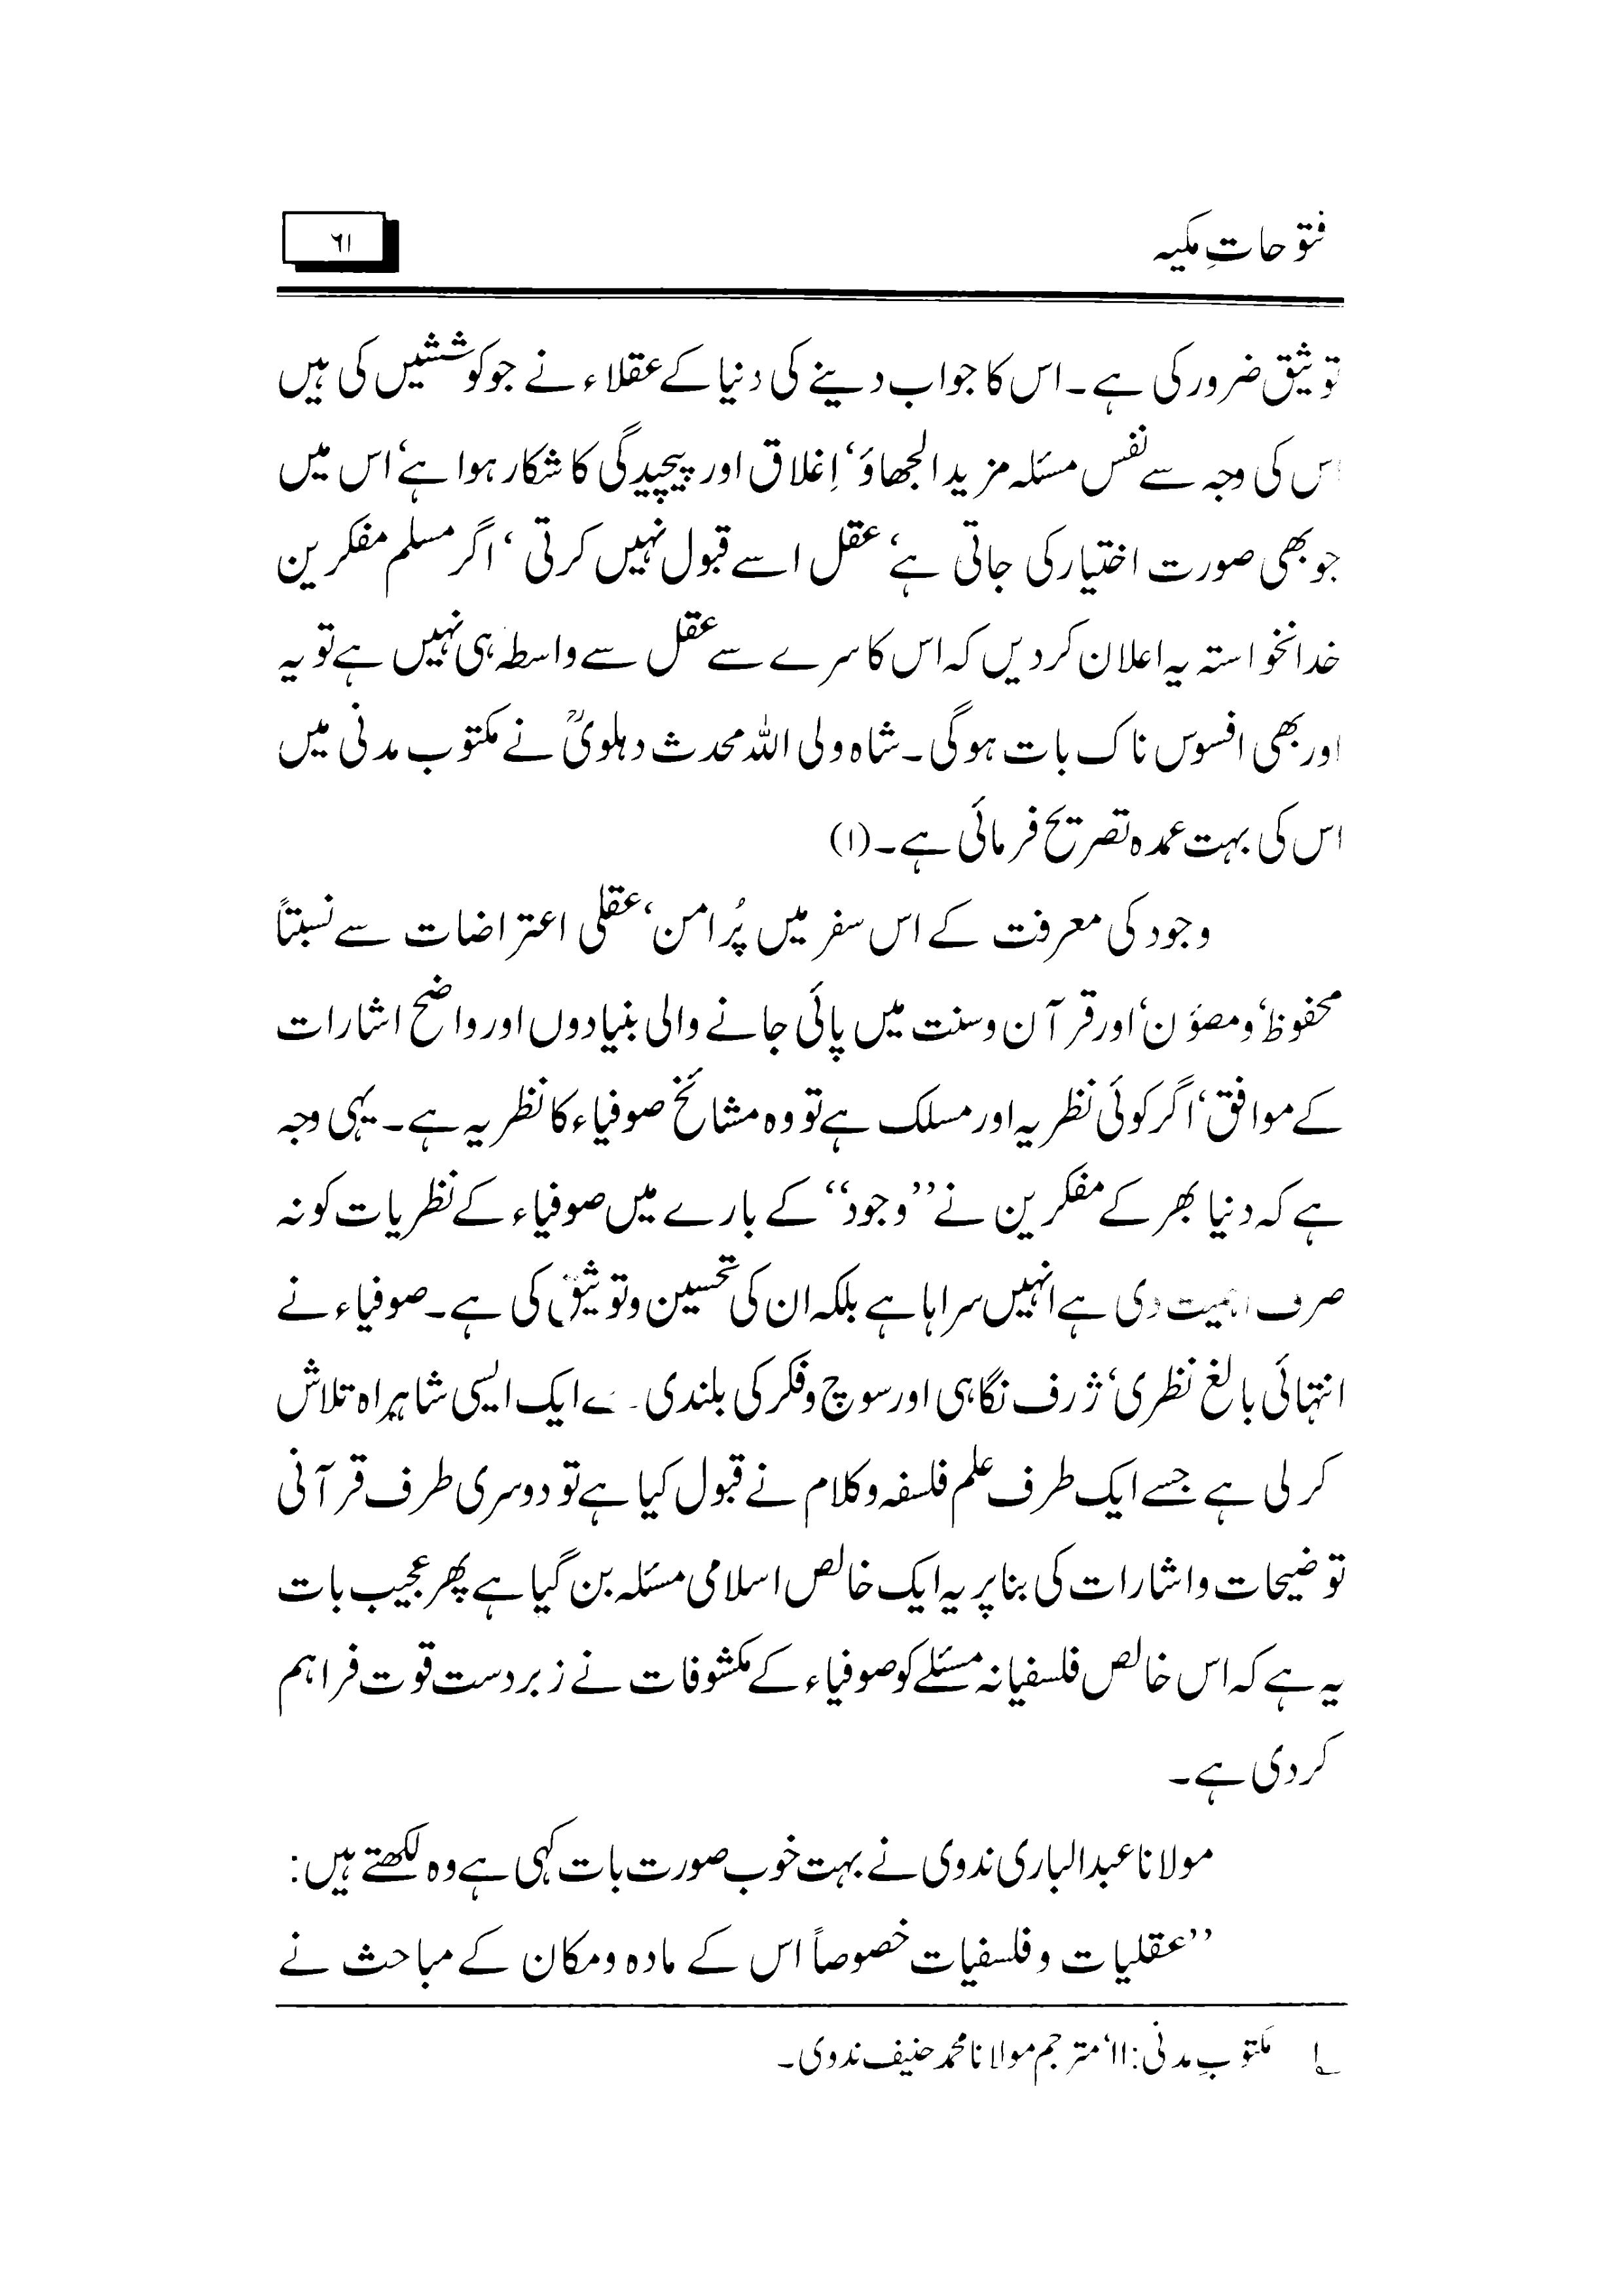 فتوحاتِ مکیہ
۶۱
توثیق ضرور کی ہے۔ اس کا جواب دینے کی دنیا کے عقلاء نے جو کوششیں کی ہیں
اس کی وجہ سے نفس مسئلہ مزید الجھاؤ‘ اِغلاق اور پیچیدگی کا شکار ہوا ہے‘ اس میں
جو بھی صورت اختیار کی جاتی ہے‘ عقل اسے قبول نہیں کرتی‘ اگر مسلم مفکرین
خدانخواستہ یہ اعلان کردیں کہ اس کا سرے سے عقل سے واسطہ ہی نہیں ہے تو یہ
اور بھی افسوس ناک بات ہوگی۔ شاہ ولی اللہ محدث دہلویؒ نے مکتوب مدنی میں
اس کی بہت عمدہ تصریح فرمائی ہے۔(۱)
وجود کی معرفت کے اس سفر میں پُرامن‘ عقلی اعتراضات سے نسبتاً
محفوظ‘ ومصؤن‘ اور قرآن وسنت میں پائی جانے والی بنیادوں اور واضح اشارات
کے موافق‘ اگر کوئی نظریہ اور مسلک ہے تو وہ مشائخ صوفیاء کا نظریہ ہے۔ یہی وجہ
ہے کہ دنیا بھر کے مفکرین نے ’’وجود‘‘ کے بارے میں صوفیاء کے نظریات کو نہ
صرف اہمیت دی ہے انہیں سراہا ہے بلکہ ان کی تحسین وتوثیق کی ہے۔ صوفیاء نے
انتہائی بالغ نظری‘ ژرف نگاہی اور سوچ وفکر کی بلندی سے ایک ایسی شاہراہ تلاش
کرلی ہے جسے ایک طرف علم فلسفہ وکلام نے قبول کیا ہے تو دوسری طرف قرآنی
توضیحات واشارات کی بنا پر یہ ایک خالص اسلامی مسئلہ بن گیا ہے پھر عجیب بات
یہ ہے کہ اس خالص فلسفیانہ مسئلے کو صوفیاء کے مکشوفات نے زبردست قوت فراہم
کردی ہے۔
مولانا عبدالباری ندوی نے بہت خوب صورت بات کہی ہے وہ لکھتے ہیں:
’’عقلیات وفلسفیات خصوصاً اس کے مادہ ومکان کے مباحث نے
۱؎ مکتوبِ مدنی: ۱۱‘ مترجم مولانا محمد حنیف ندوی۔